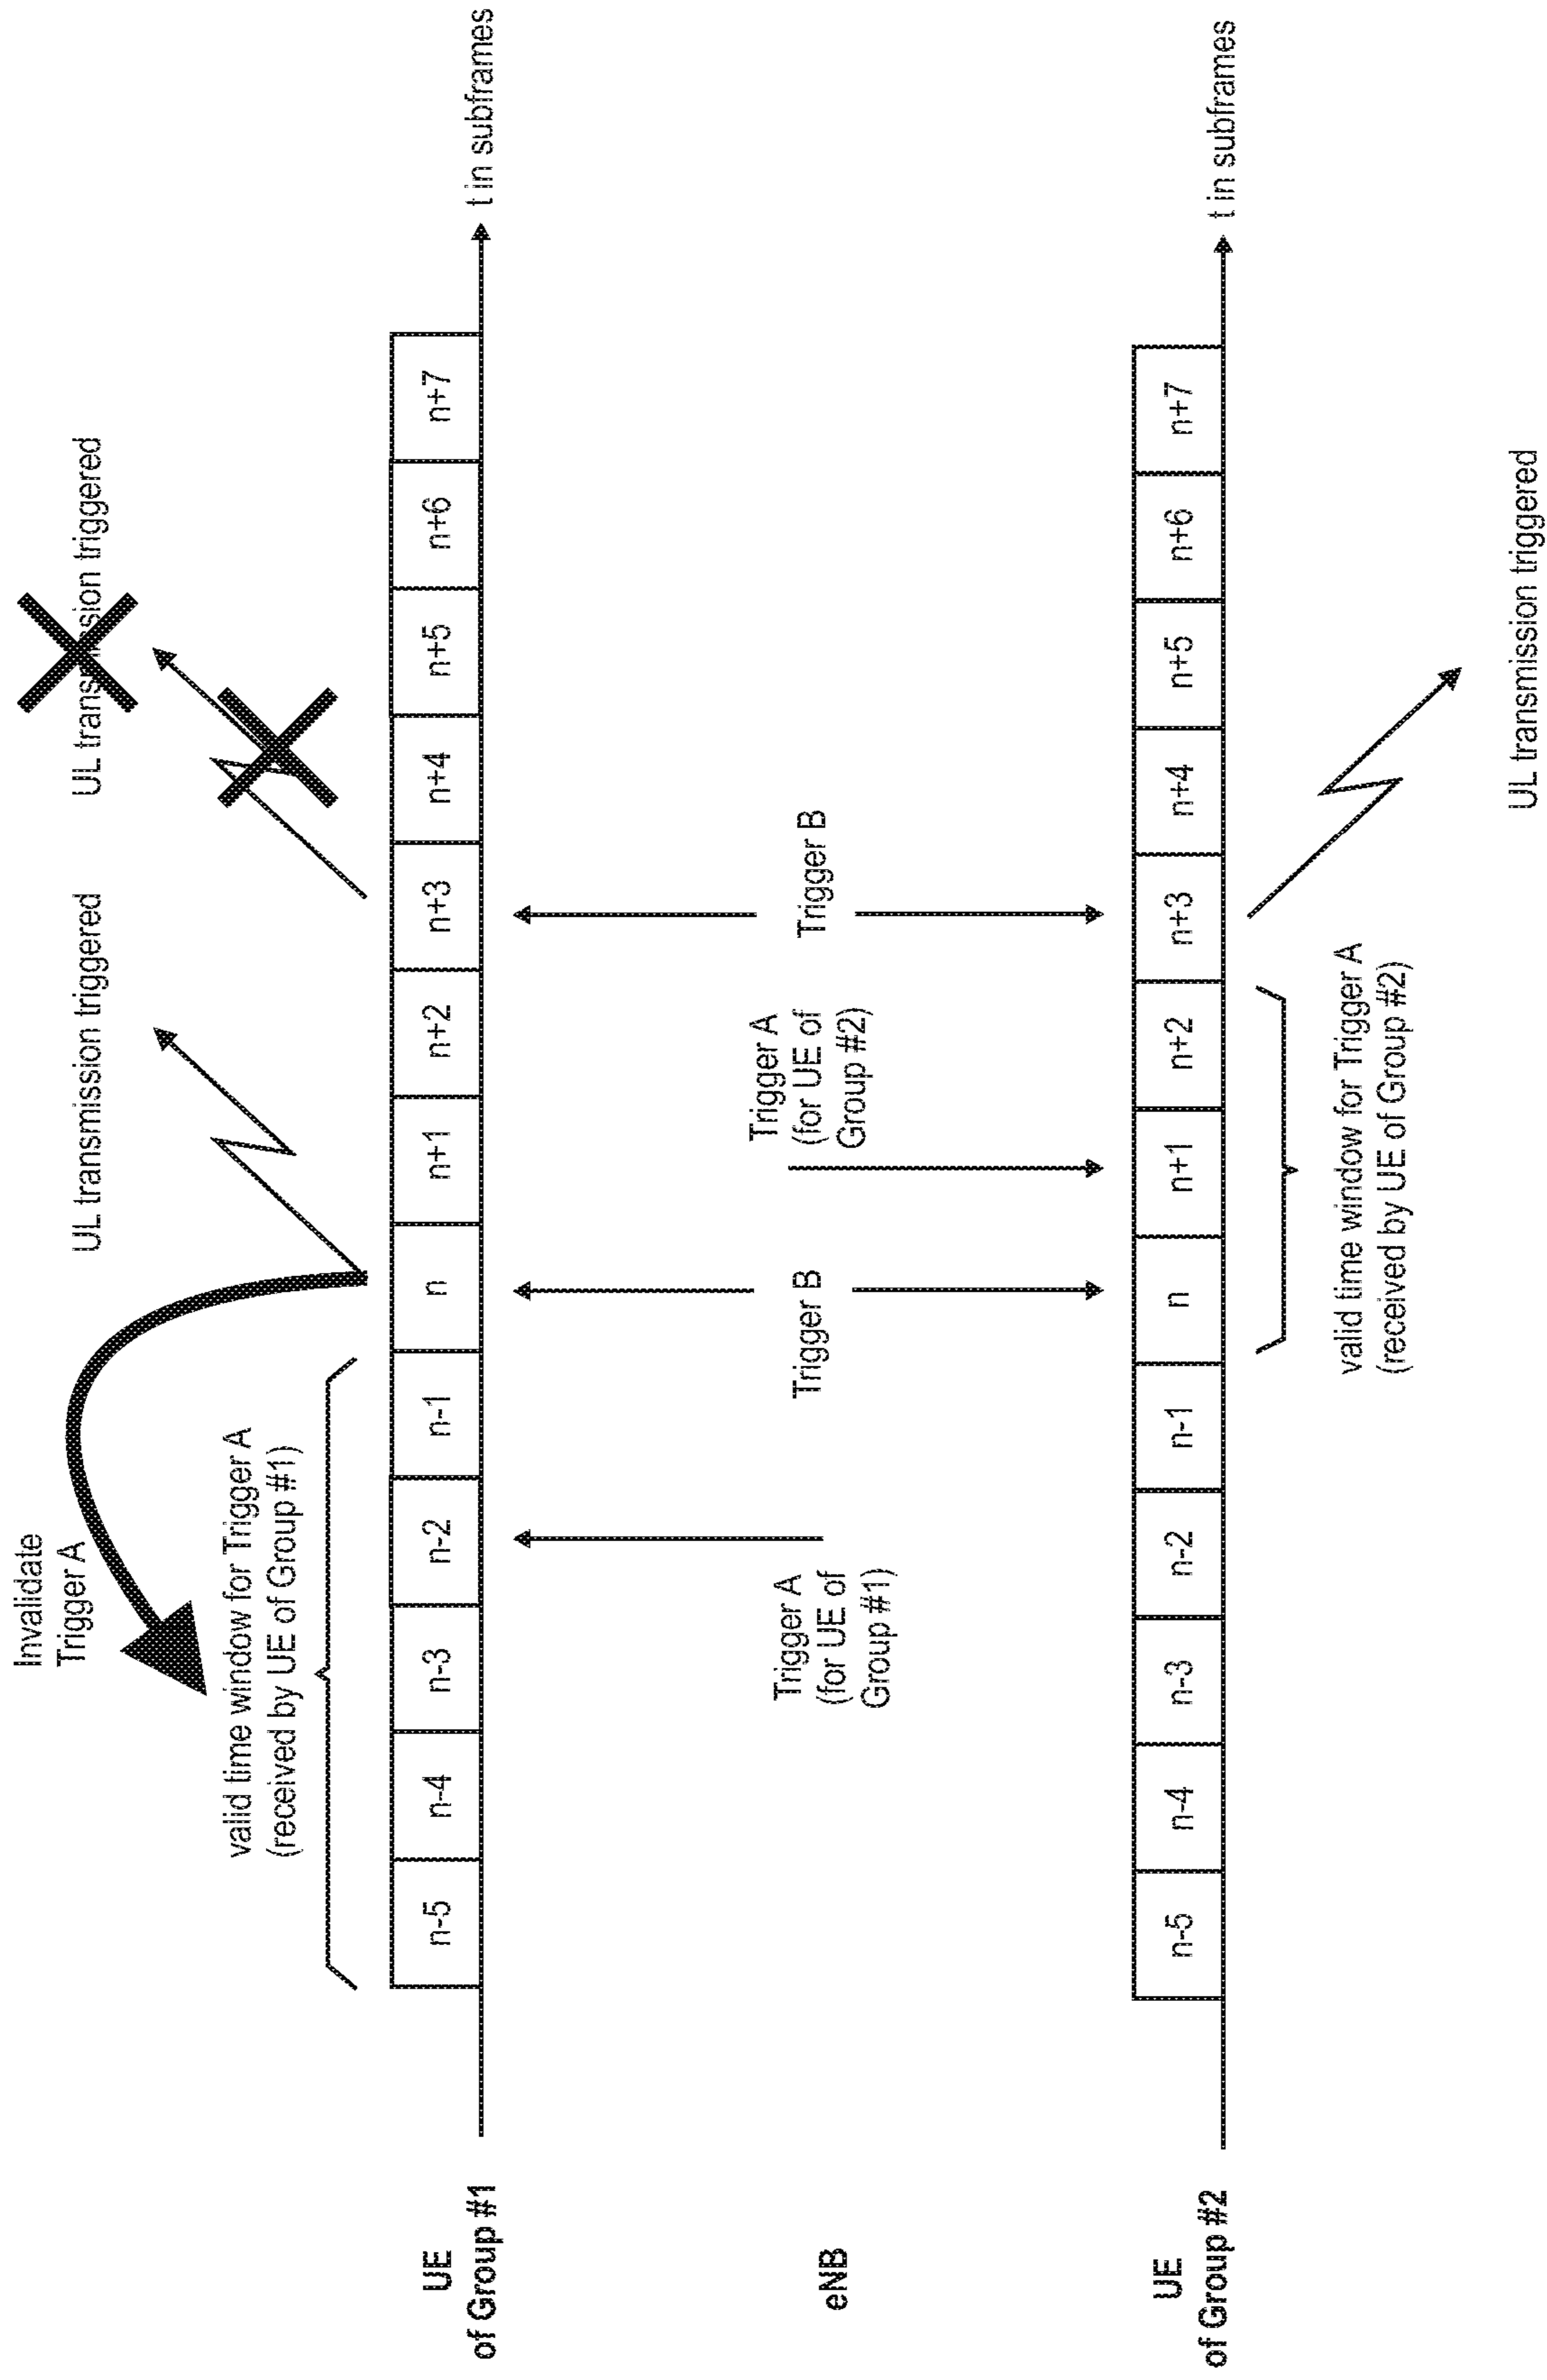 Invalidate
Trigger A
UL transmission triggered
UL transmission triggered
valid time window for Trigger A
(received by UE of Group #1)
UE
of Group #1
n-5
n-4
n-3
n-2
n-1
n
n+1
n+2
n+3
n+4
n+5
n+6
n+7
t in subframes
eNB
Trigger A
(for UE of
Group #1)
Trigger B
Trigger A
(for UE of
Group #2)
Trigger B
UE
of Group #2
n-5
n-4
n-3
n-2
n-1
n
n+1
n+2
n+3
n+4
n+5
n+6
n+7
t in subframes
valid time window for Trigger A
(received by UE of Group #2)
UL transmission triggered